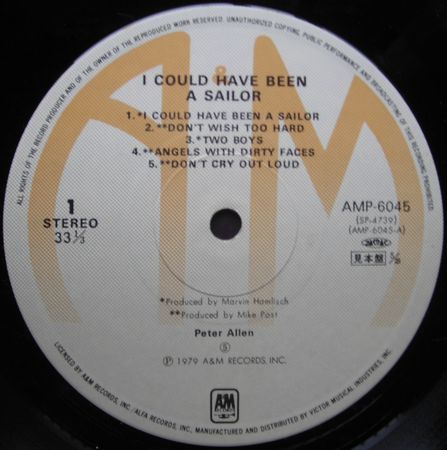 ALL RIGHTS OF THE RECORD PRODUCER AND OF THE OWNER OF THE RECORDED WORK RESERVED. UNAUTHORIZED COPYING, PUBLIC PERFORMANCE AND BROADCASTING OF THIS RECORDING PROHIBITED.
A&M
I COULD HAVE BEEN
A SAILOR
1.*I COULD HAVE BEEN A SAILOR
2.**DON'T WISH TOO HARD
3.*TWO BOYS
4.**ANGELS WITH DIRTY FACES
5.**DON'T CRY OUT LOUD
1
STEREO
33⅓
AMP-6045
(SP-4739)
(AMP-6045-A)
見本盤
*Produced by Marvin Hamlisch
**Produced by Mike Post
Peter Allen
Ⓢ
Ⓟ 1979 A&M RECORDS, INC.
A&M
RECORDS
LICENSED BY A&M RECORDS, INC./ALFA RECORDS, INC., MANUFACTURED AND DISTRIBUTED BY VICTOR MUSICAL INDUSTRIES, INC.